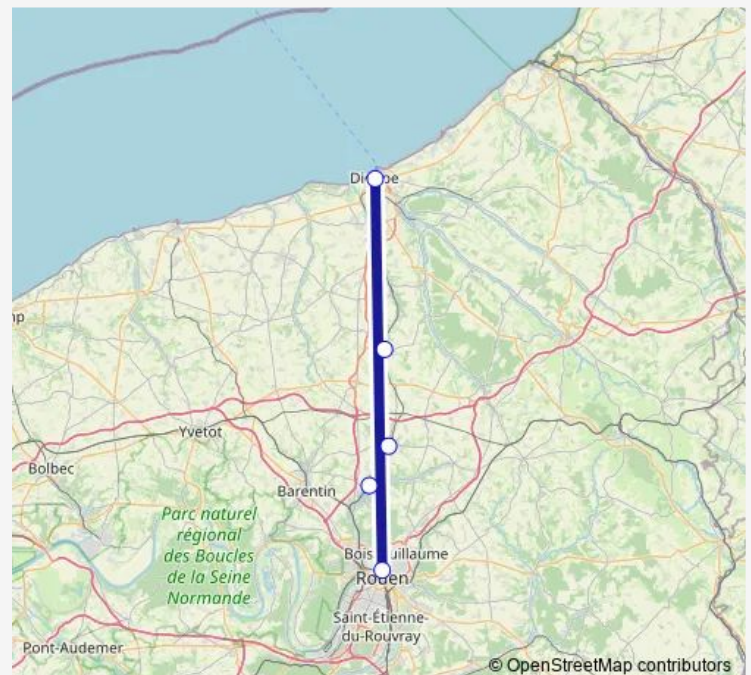 Yvetot
Bolbec
Barentin
Parc naturel
régional
des Boucles
de la Seine
Normande
Rouen
Saint-Étienne-
du-Rouvray
Pont-Audemer
© OpenStreetMap contributors